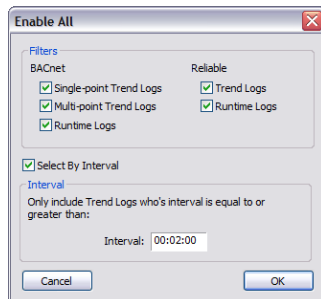 Enable All
Filters
BACnet
Reliable
Single-point Trend Logs
Trend Logs
Multi-point Trend Logs
Runtime Logs
Runtime Logs
Select By Interval
Interval
Only include Trend Logs who's interval is equal to or
greater than:
Interval: 00:02:00
Cancel
OK